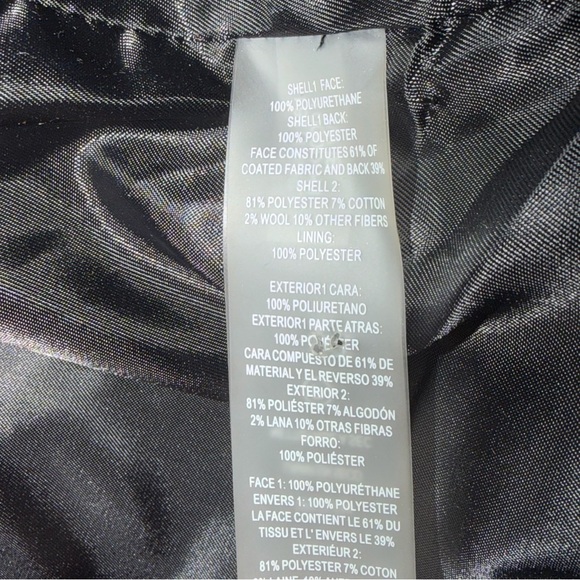 SHELL1 FACE:
100% POLYURETHANE
SHELL1 BACK:
100% POLYESTER
FACE CONSTITUTES 61% OF
COATED FABRIC AND BACK 39%
SHELL 2:
81% POLYESTER 7% COTTON
2% WOOL 10% OTHER FIBERS
LINING:
100% POLYESTER
EXTERIOR1 CARA:
100% POLIURETANO
EXTERIOR1 PARTE ATRAS:
100%
CARA COMPUESTO DE 61% DE
MATERIAL Y EL REVERSO 39%
EXTERIOR 2:
81% POLIÉSTER 7% ALGODÓN
2% LANA 10% OTRAS FIBRAS
FORRO:
100% POLIÉSTER
FACE 1: 100% POLYURÉTHANE
ENVERS 1: 100% POLYESTER
LA FACE CONTIENT LE 61% DU
TISSU ET L' ENVERS LE 39%
EXTERIÉUR 2:
81% POLYESTER 7% COTON